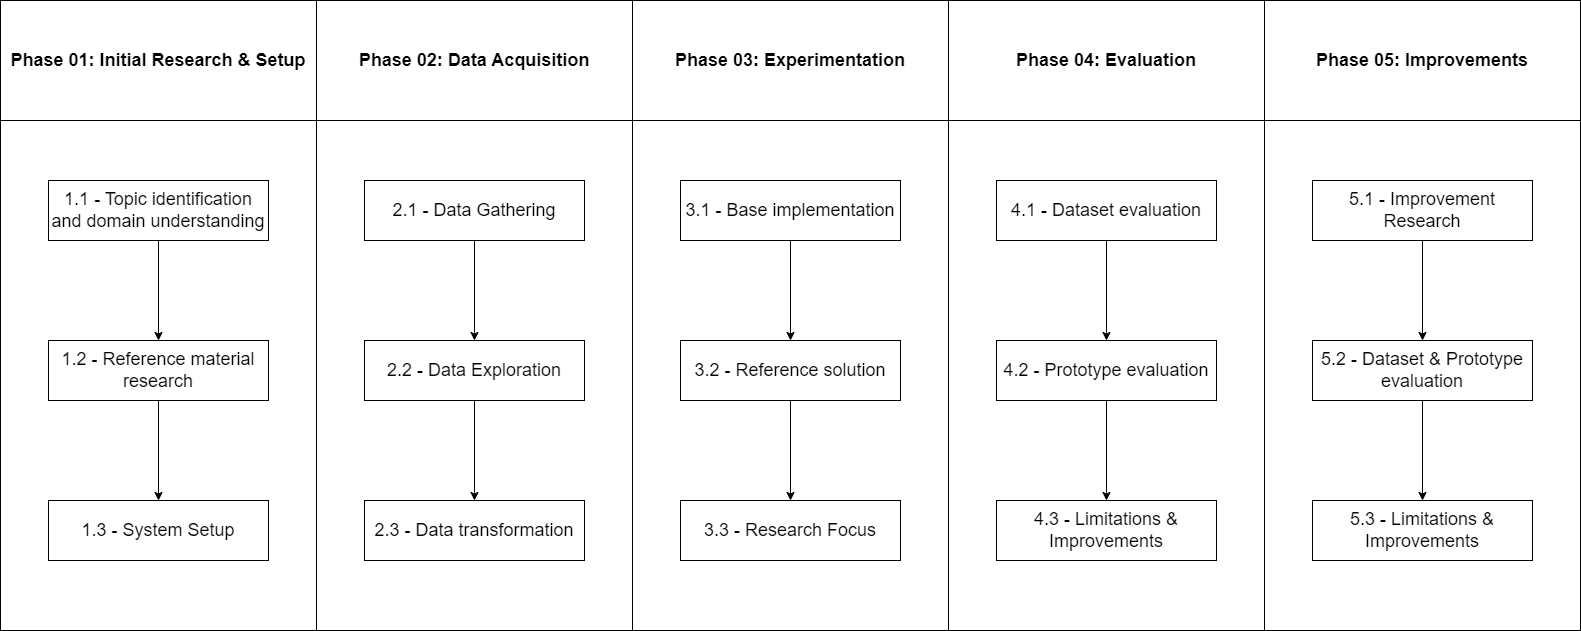 Phase 01: Initial Research & Setup
Phase 02: Data Acquisition
Phase 03: Experimentation
Phase 04: Evaluation
Phase 05: Improvements
1.1 - Topic identification
and domain understanding
1.2 - Reference material
research
1.3 - System Setup
2.1 - Data Gathering
2.2 - Data Exploration
2.3 - Data transformation
3.1 - Base implementation
3.2 - Reference solution
3.3 - Research Focus
4.1 - Dataset evaluation
4.2 - Prototype evaluation
4.3 - Limitations &
Improvements
5.1 - Improvement
Research
5.2 - Dataset & Prototype
evaluation
5.3 - Limitations &
Improvements